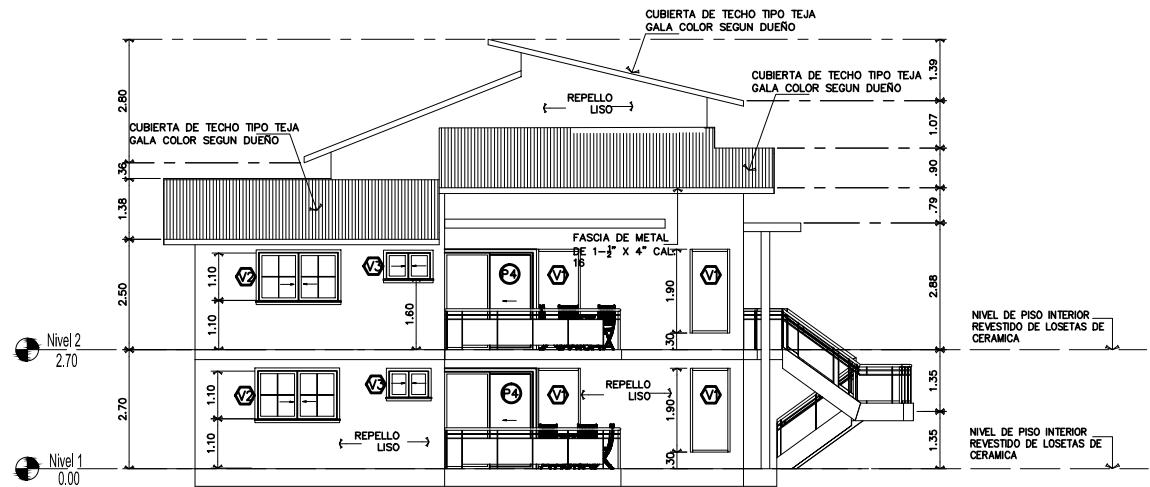 CUBIERTA DE TECHO TIPO TEJA
GALA COLOR SEGUN DUEÑO
CUBIERTA DE TECHO TIPO TEJA
GALA COLOR SEGUN DUEÑO
REPELLO
LISO
CUBIERTA DE TECHO TIPO TEJA
GALA COLOR SEGUN DUEÑO
2.80
.36
1.38
2.50
2.70
1.39
1.07
.90
.79
2.88
1.35
1.35
FASCIA DE METAL
DE 1-½" X 4" CAL.
16
V2
V3
P4
V1
V1
1.10
1.10
1.60
1.90
.30
NIVEL DE PISO INTERIOR
REVESTIDO DE LOSETAS DE
CERAMICA
Nivel 2
2.70
V2
V3
P4
V1
V1
REPELLO
LISO
1.10
1.10
1.90
.30
REPELLO
LISO
NIVEL DE PISO INTERIOR
REVESTIDO DE LOSETAS DE
CERAMICA
Nivel 1
0.00